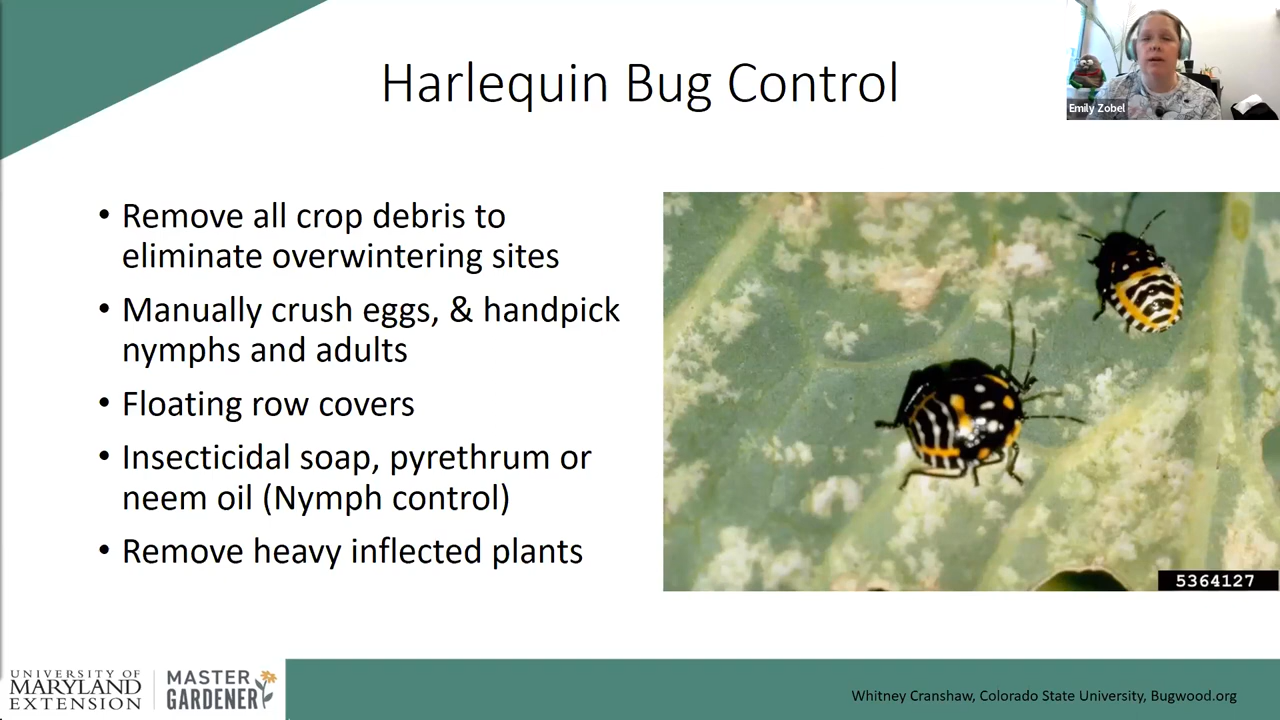 Harlequin Bug Control
Emily Zobel
• Remove all crop debris to
eliminate overwintering sites
• Manually crush eggs, & handpick
nymphs and adults
• Floating row covers
• Insecticidal soap, pyrethrum or
neem oil (Nymph control)
• Remove heavy inflected plants
5364127
UNIVERSITY OF
MARYLAND
EXTENSION
MASTER
GARDENER
Whitney Cranshaw, Colorado State University, Bugwood.org